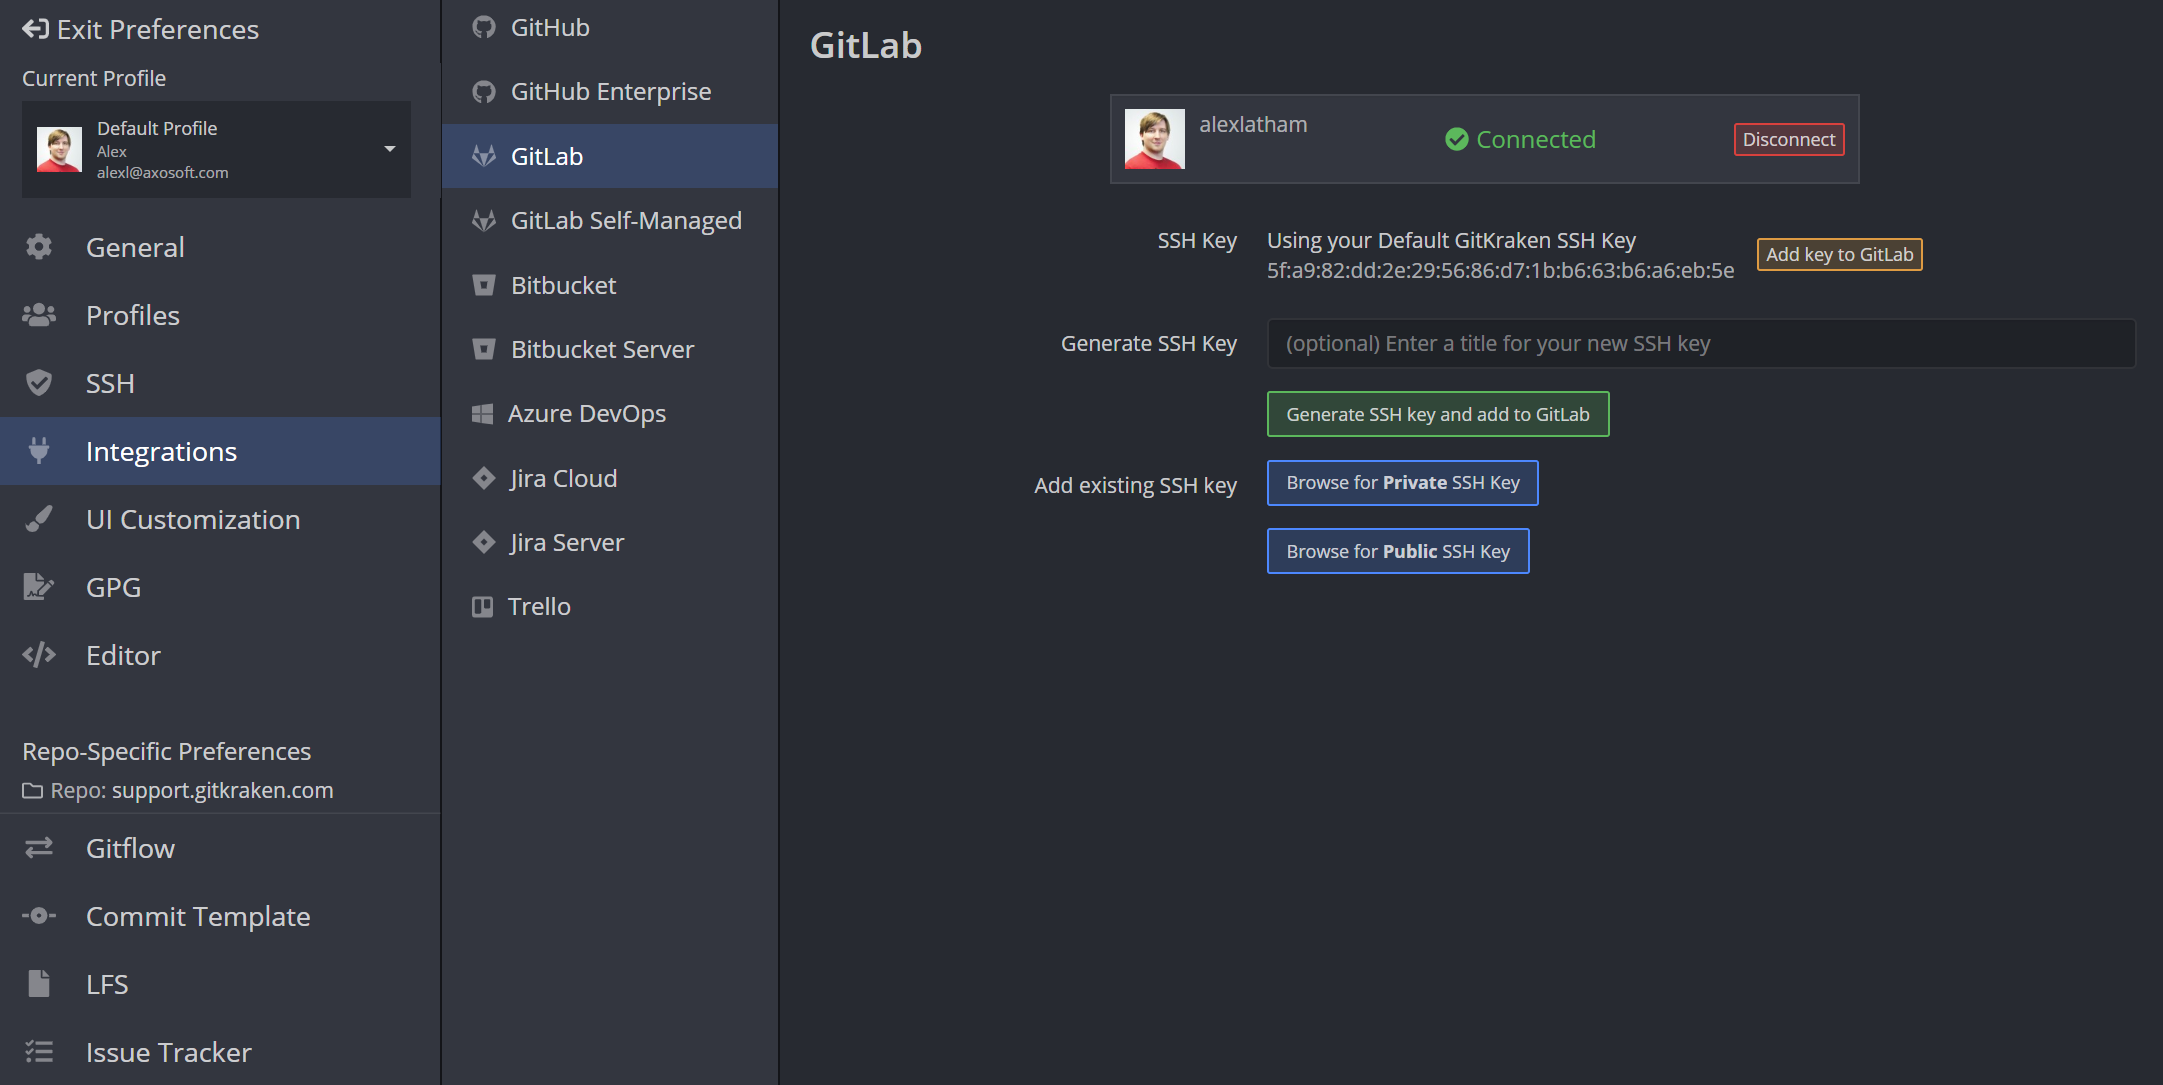 Exit Preferences
Current Profile
Default Profile
Alex
alexl@axosoft.com
General
Profiles
SSH
Integrations
UI Customization
GPG
Editor
Repo-Specific Preferences
Repo: support.gitkraken.com
Gitflow
Commit Template
LFS
Issue Tracker
GitHub
GitHub Enterprise
GitLab
GitLab Self-Managed
Bitbucket
Bitbucket Server
Azure DevOps
Jira Cloud
Jira Server
Trello
GitLab
alexlatham
Connected
Disconnect
SSH Key
Using your Default GitKraken SSH Key
5f:a9:82:dd:2e:29:56:86:d7:1b:b6:63:b6:a6:eb:5e
Add key to GitLab
Generate SSH Key
(optional) Enter a title for your new SSH key
Generate SSH key and add to GitLab
Add existing SSH key
Browse for Private SSH Key
Browse for Public SSH Key